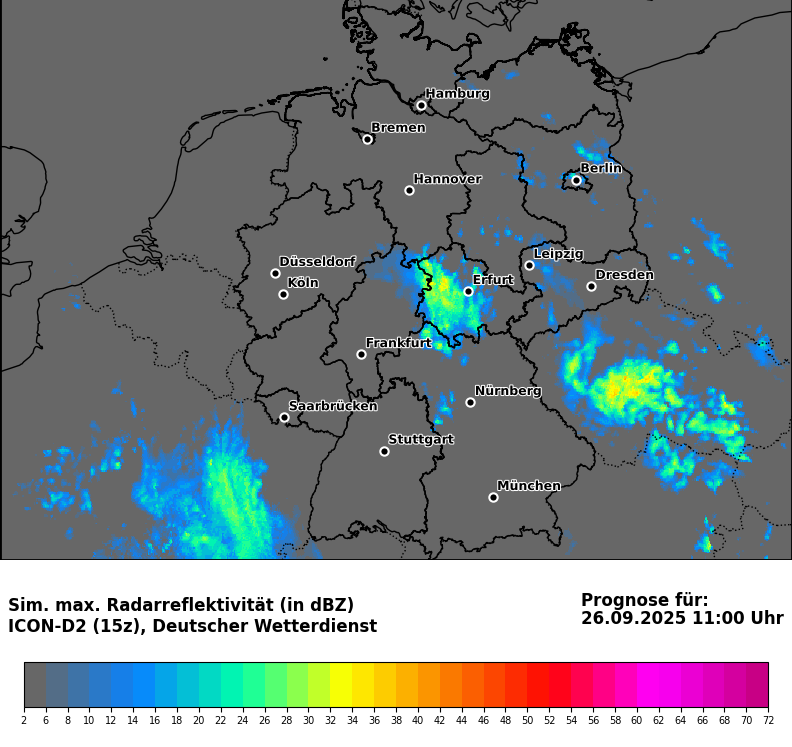 Hamburg
Bremen
Berlin
Hannover
Leipzig
Düsseldorf
Dresden
Köln
Erfurt
Frankfurt
Nürnberg
Saarbrücken
Stuttgart
München
Sim. max. Radarreflektivität (in dBZ)
ICON-D2 (15z), Deutscher Wetterdienst
Prognose für:
26.09.2025 11:00 Uhr
2 6 8 10 12 14 16 18 20 22 24 26 28 30 32 34 36 38 40 42 44 46 48 50 52 54 56 58 60 62 64 66 68 70 72